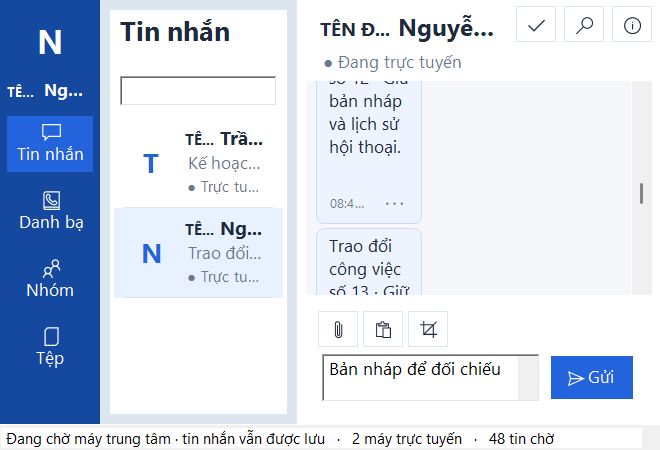 N
TÊ... Ng...
Tin nhắn
Danh bạ
Nhóm
Tệp
Tin nhắn
T
TÊ... Trầ...
Kế hoạc...
● Trực tu...
N
TÊ... Ng...
Trao đổi...
● Trực tu...
TÊN Đ... Nguyễ...
● Đang trực tuyến
số 12 · Giữ
bản nháp
và lịch sử
hội thoại.
08:4... ···
Trao đổi
công việc
số 13 · Giữ
Bản nháp để đối chiếu
Gửi
Đang chờ máy trung tâm · tin nhắn vẫn được lưu · 2 máy trực tuyến · 48 tin chờ